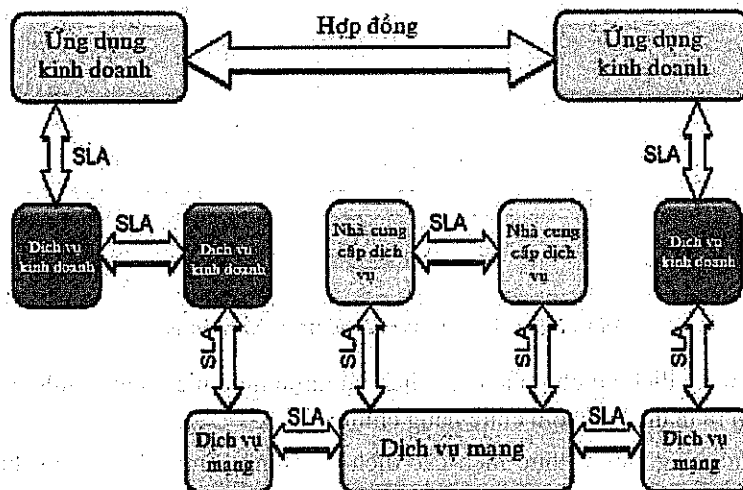 Hợp đồng
Ứng dụng
kinh doanh
Ứng dụng
kinh doanh
SLA
SLA
Dịch vụ
kinh doanh
SLA
Dịch vụ
kinh doanh
Nhà cung
cấp dịch
vụ
SLA
Nhà cung
cấp dịch
vụ
Dịch vụ
kinh doanh
SLA
SLA
SLA
SLA
Dịch vụ
mạng
SLA
Dịch vụ mạng
SLA
Dịch vụ
mạng